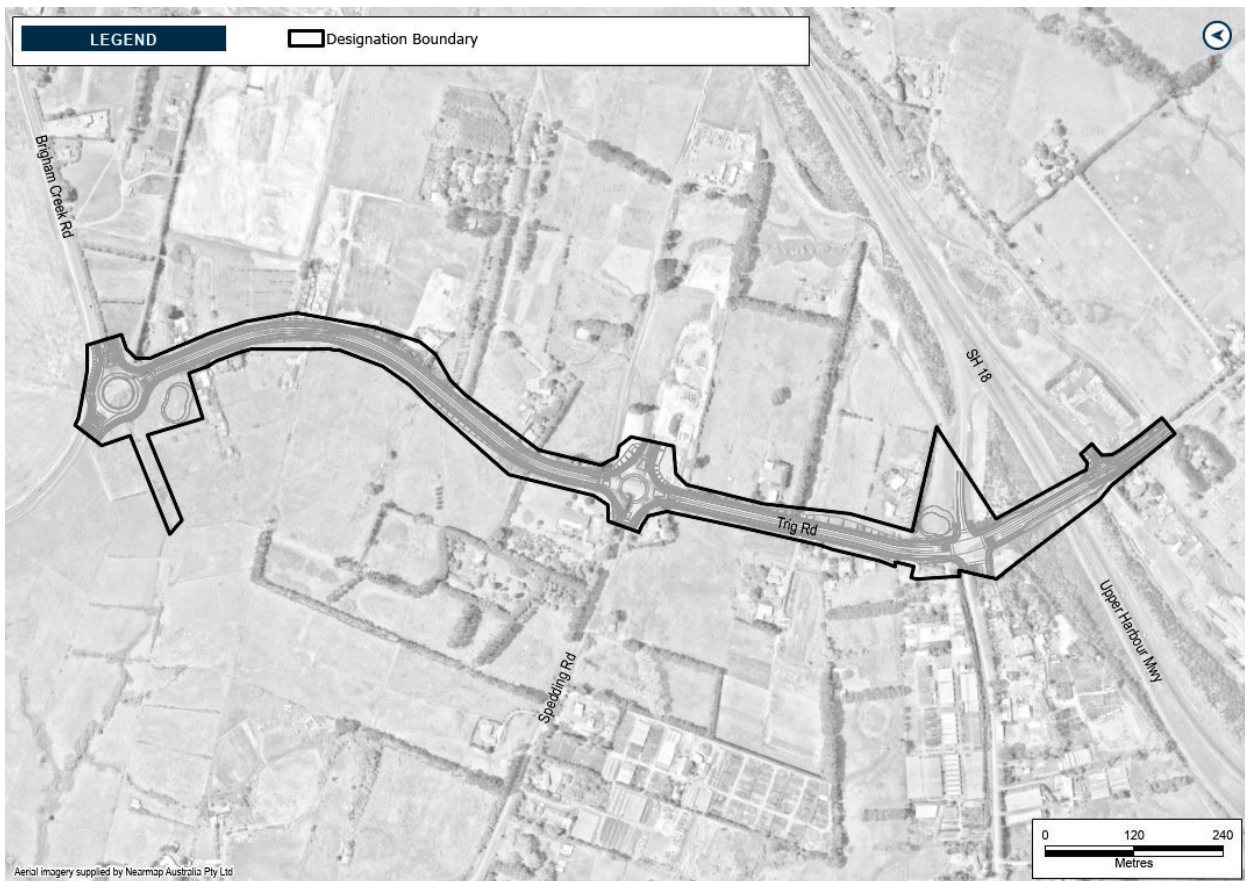 LEGEND
Designation Boundary
Brigham Creek Rd
SH 18
Trig Rd
Upper Harbour Mwy
Spedding Rd
0 120 240
Metres
Aerial imagery supplied by Nearmap Australia Pty Ltd